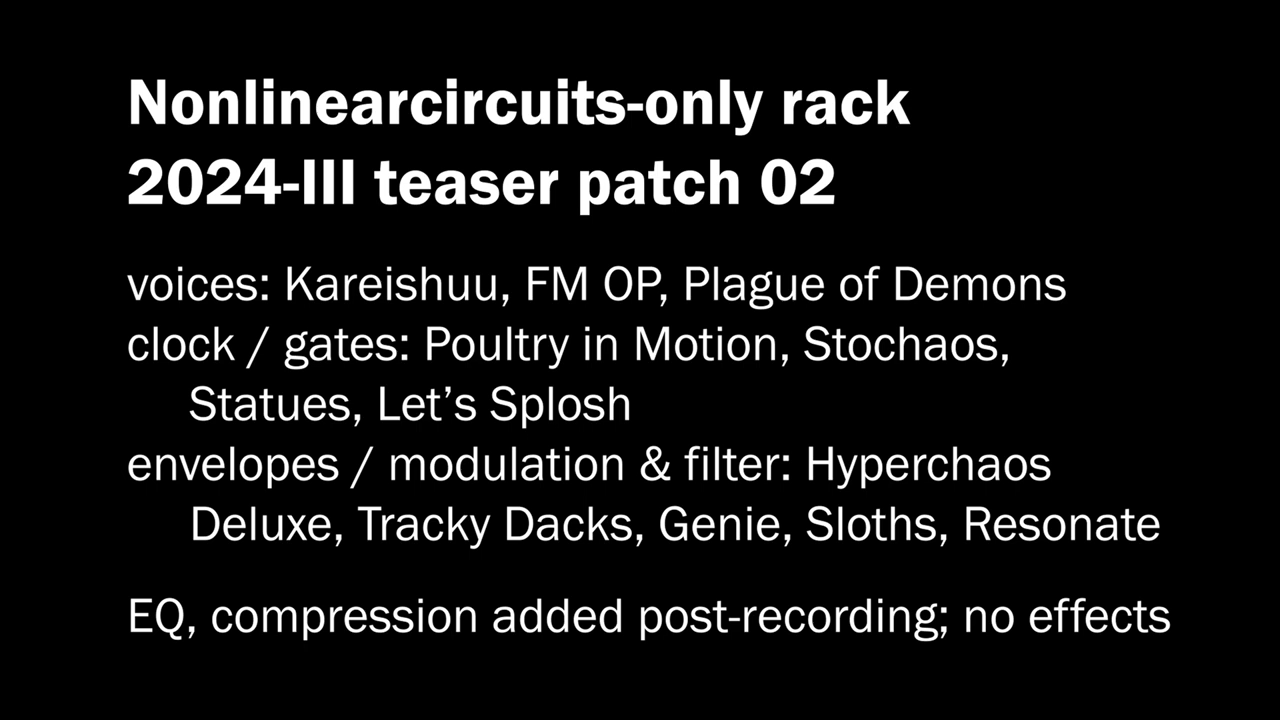 Nonlinearcircuits-only rack
2024-III teaser patch 02
voices: Kareishuu, FM OP, Plague of Demons
clock / gates: Poultry in Motion, Stochaos,
Statues, Let’s Splosh
envelopes / modulation & filter: Hyperchaos
Deluxe, Tracky Dacks, Genie, Sloths, Resonate
EQ, compression added post-recording; no effects